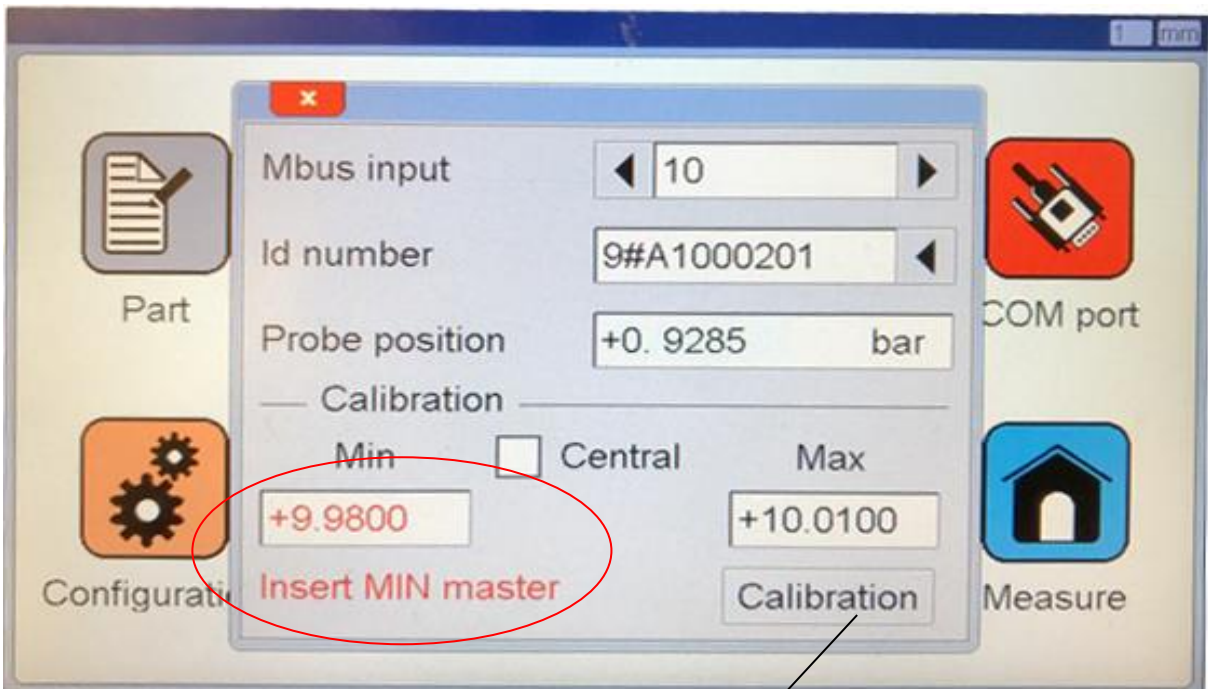 1 mm
x
Mbus input 10
Id number 9#A1000201
Probe position +0. 9285 bar
Calibration
Min Central Max
+9.9800 +10.0100
Insert MIN master Calibration
Part
COM port
Configuratio
Measure